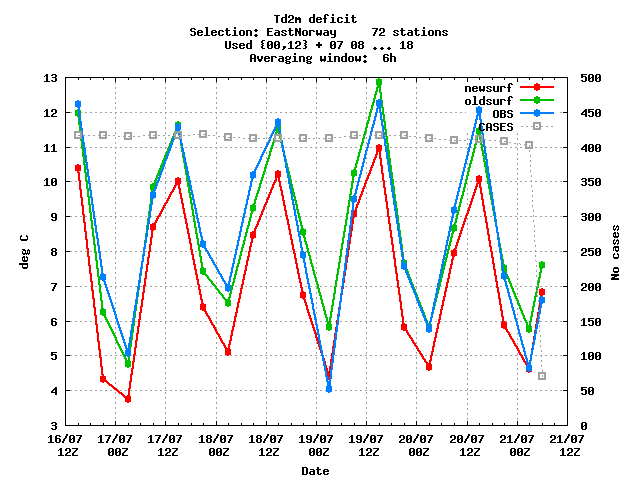 Td2m deficit
Selection: EastNorway     72 stations
Used {00,12} + 07 08 ... 18
Averaging window:  6h
newsurf
oldsurf
OBS
CASES
deg C
No cases
13
12
11
10
9
8
7
6
5
4
3
500
450
400
350
300
250
200
150
100
50
0
16/07 17/07 17/07 18/07 18/07 19/07 19/07 20/07 20/07 21/07 21/07
12Z 00Z 12Z 00Z 12Z 00Z 12Z 00Z 12Z 00Z 12Z
Date